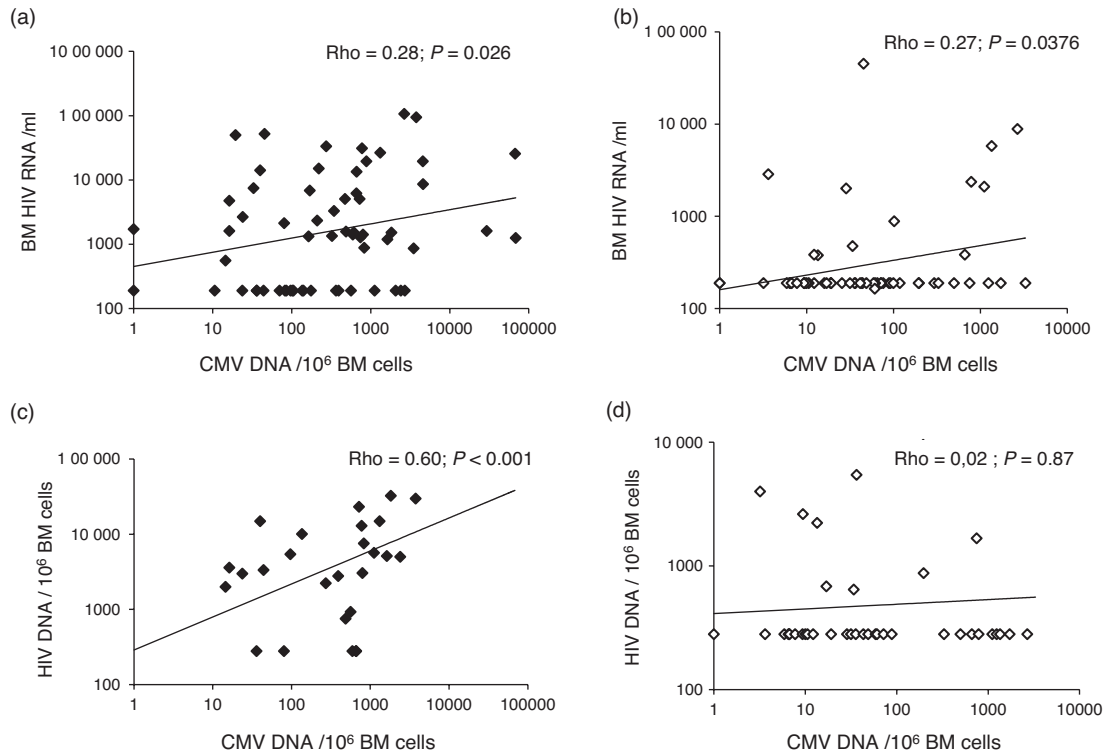 (a)
Rho = 0.28; P = 0.026
10 00 000
1 00 000
10 000
1000
100
BM HIV RNA /ml
1 10 100 1000 10000 100000
CMV DNA /10⁶ BM cells
(b)
Rho = 0.27; P = 0.0376
1 00 000
10 000
1000
100
BM HIV RNA /ml
1 10 100 1000 10000
CMV DNA /10⁶ BM cells
(c)
Rho = 0.60; P < 0.001
1 00 000
10 000
1000
100
HIV DNA / 10⁶ BM cells
1 10 100 1000 10000 100000
CMV DNA /10⁶ BM cells
(d)
Rho = 0,02 ; P = 0.87
10 000
1000
100
HIV DNA / 10⁶ BM cells
1 10 100 1000 10000
CMV DNA /10⁶ BM cells